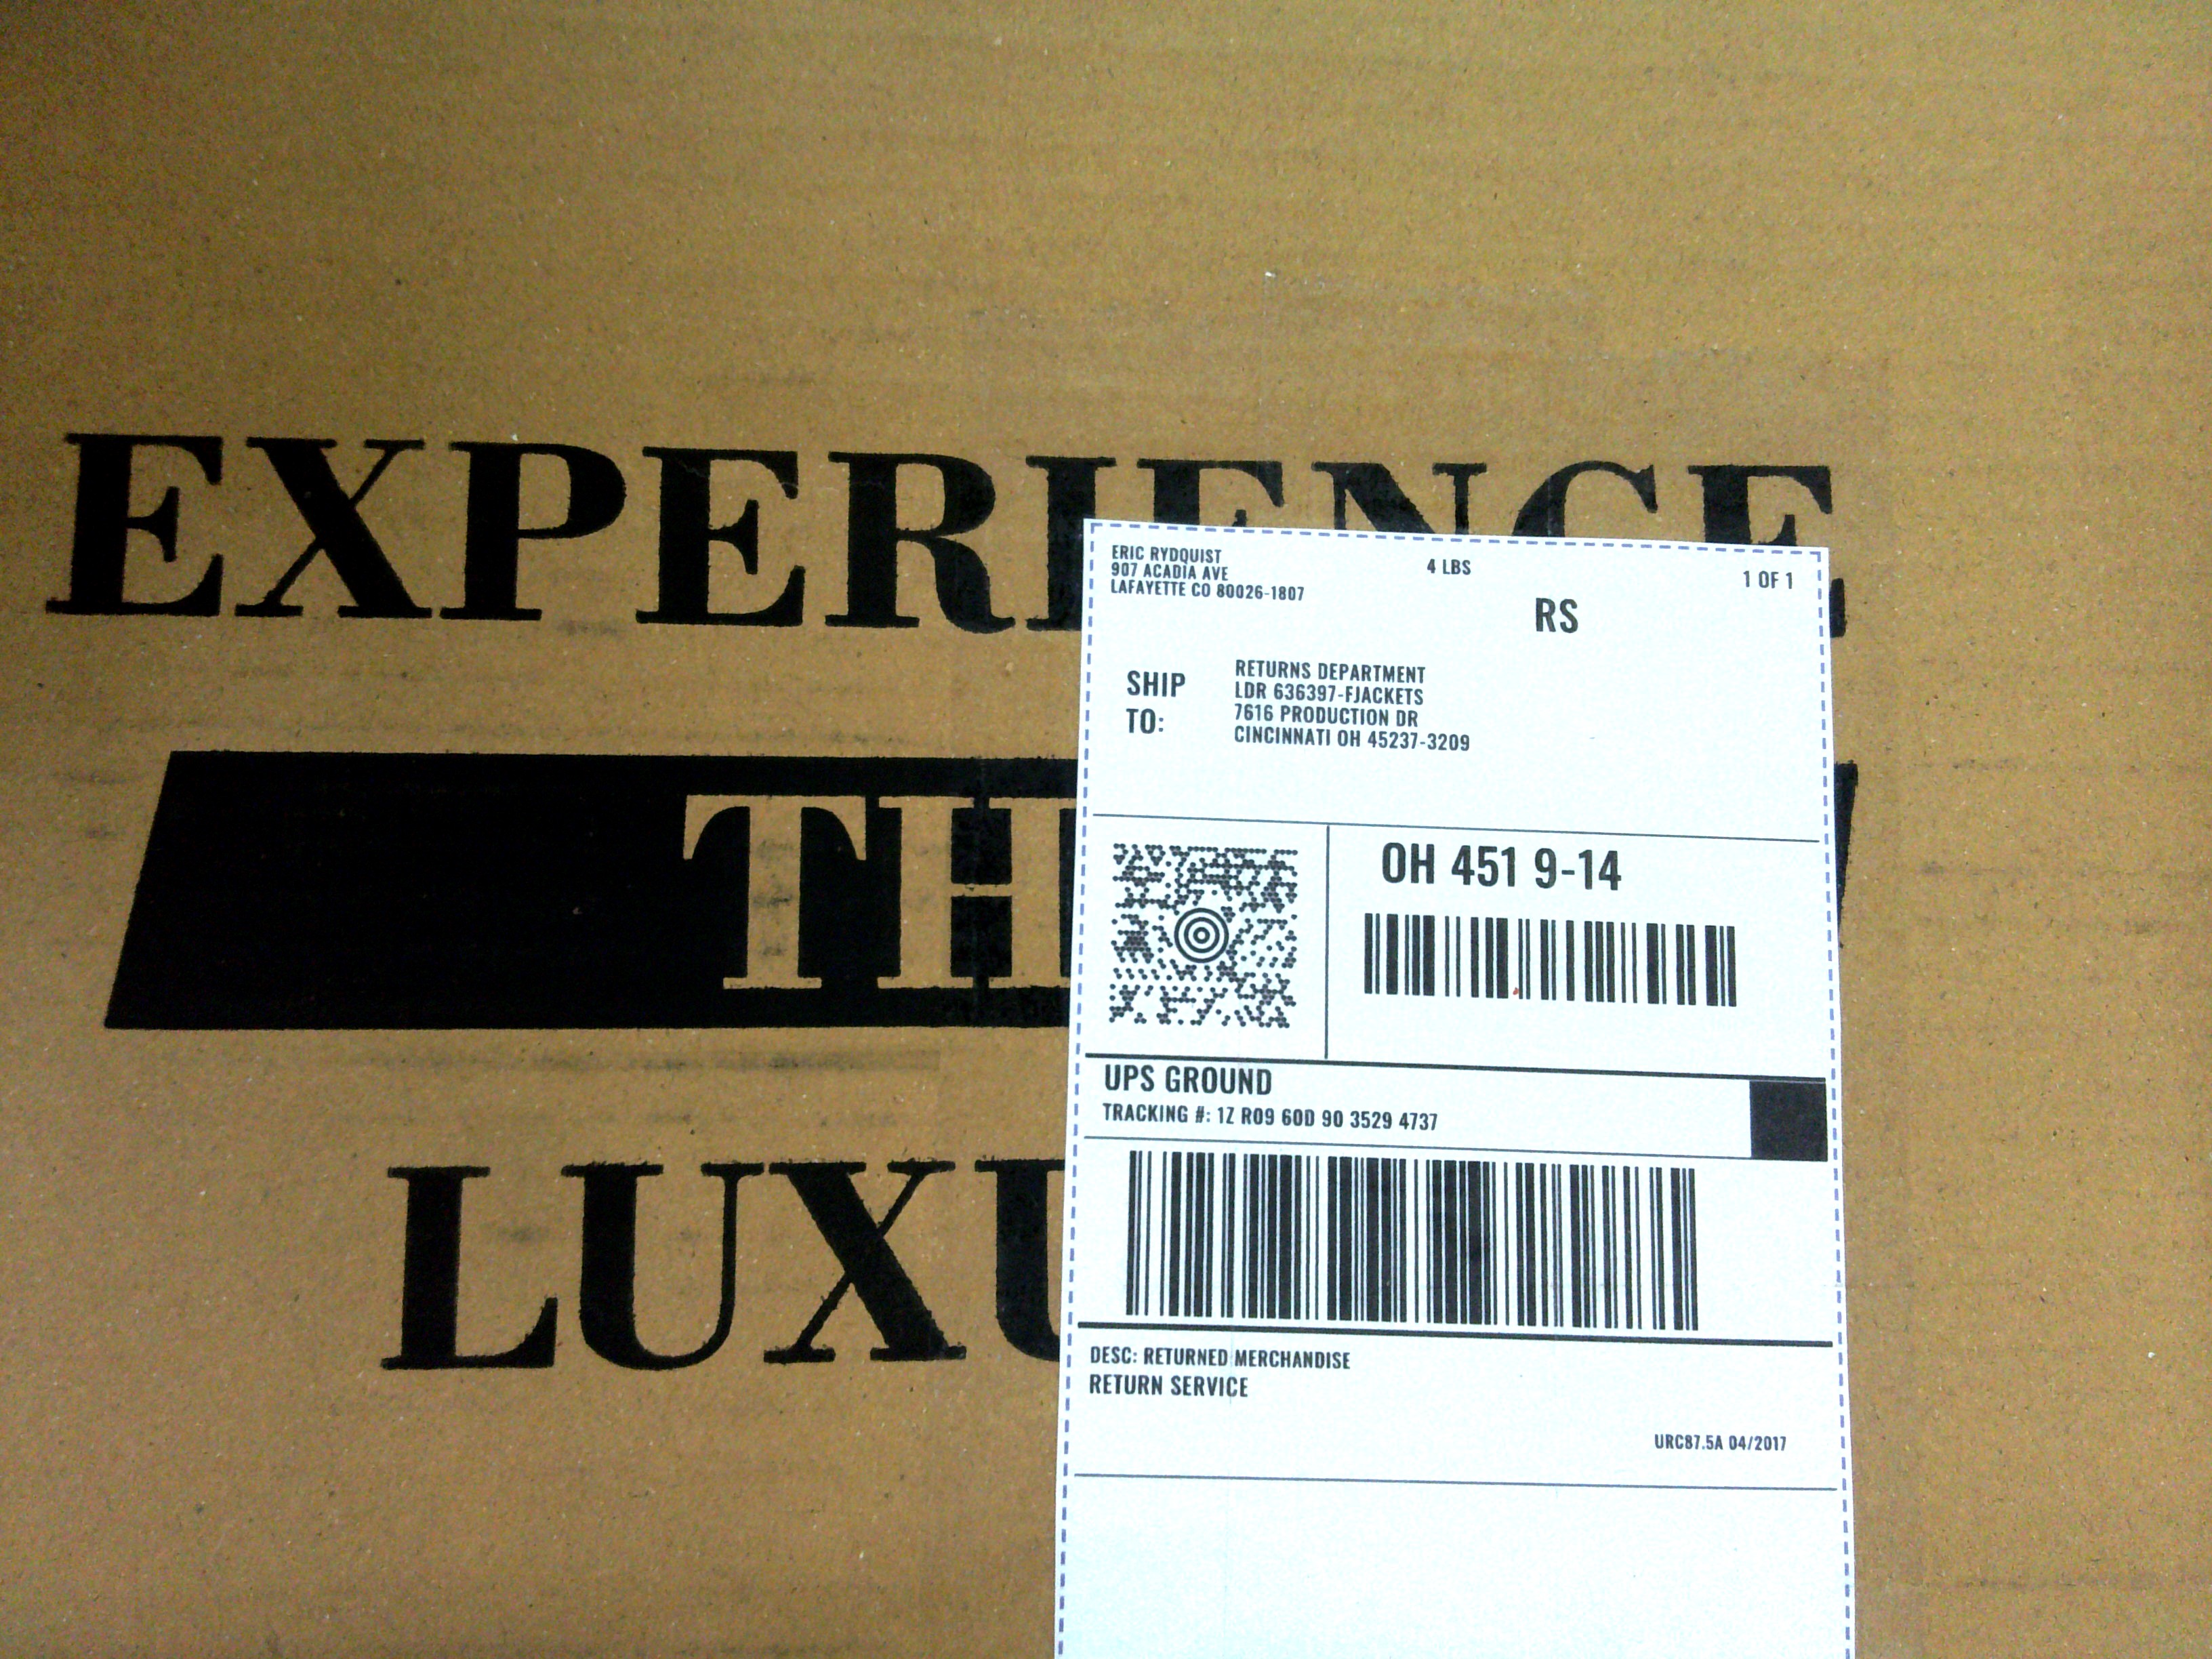 EXPERIENCE
TH
LUXU
ERIC RYDQUIST
907 ACADIA AVE
LAFAYETTE CO 80026-1807
4 LBS
1 OF 1
RS
SHIP
TO:
RETURNS DEPARTMENT
LDR 636397-FJACKETS
7616 PRODUCTION DR
CINCINNATI OH 45237-3209
OH 451 9-14
UPS GROUND
TRACKING #: 1Z R09 60D 90 3529 4737
DESC: RETURNED MERCHANDISE
RETURN SERVICE
URC87.5A 04/2017